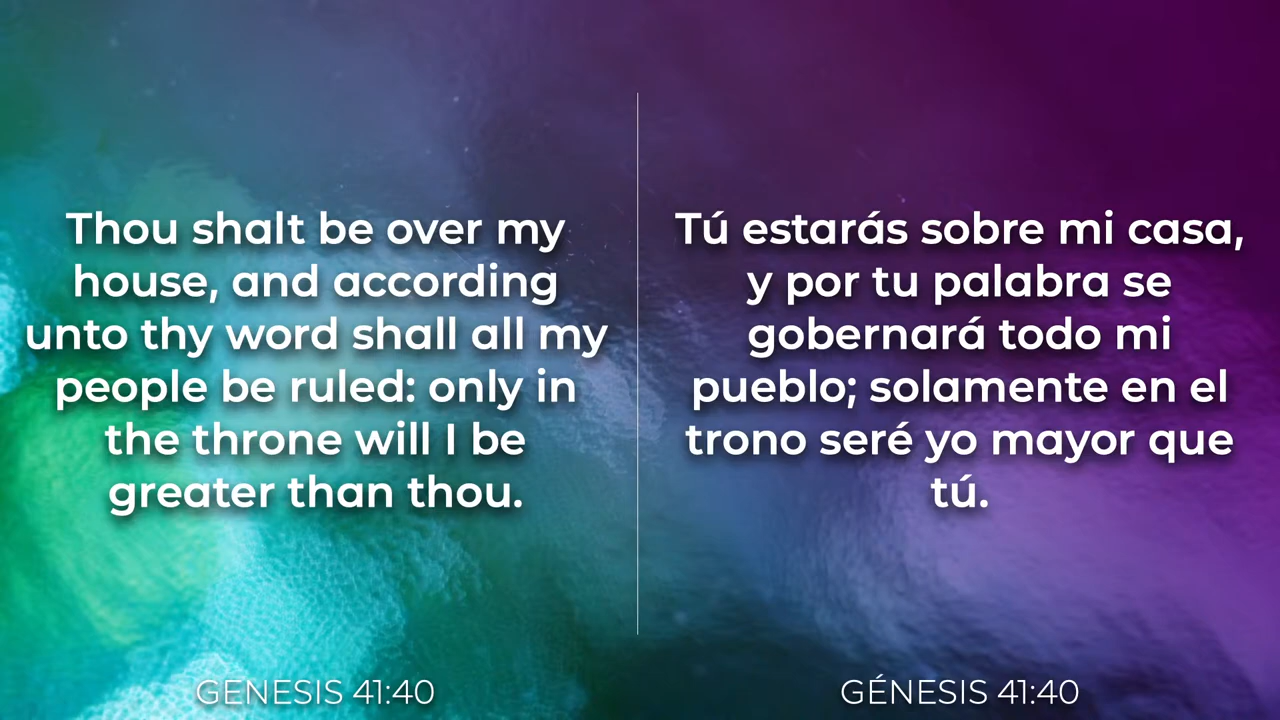 Thou shalt be over my
house, and according
unto thy word shall all my
people be ruled: only in
the throne will I be
greater than thou.
GENESIS 41:40
Tú estarás sobre mi casa,
y por tu palabra se
gobernará todo mi
pueblo; solamente en el
trono seré yo mayor que
tú.
GÉNESIS 41:40